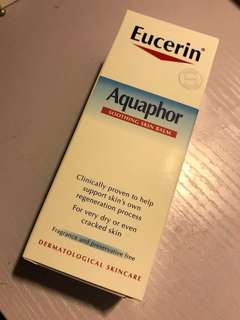 Eucerin®
Aquaphor
SOOTHING SKIN BALM
Clinically proven to help
support skin's own
regeneration process
For very dry or even
cracked skin
Fragrance and preservative free
DERMATOLOGICAL SKINCARE